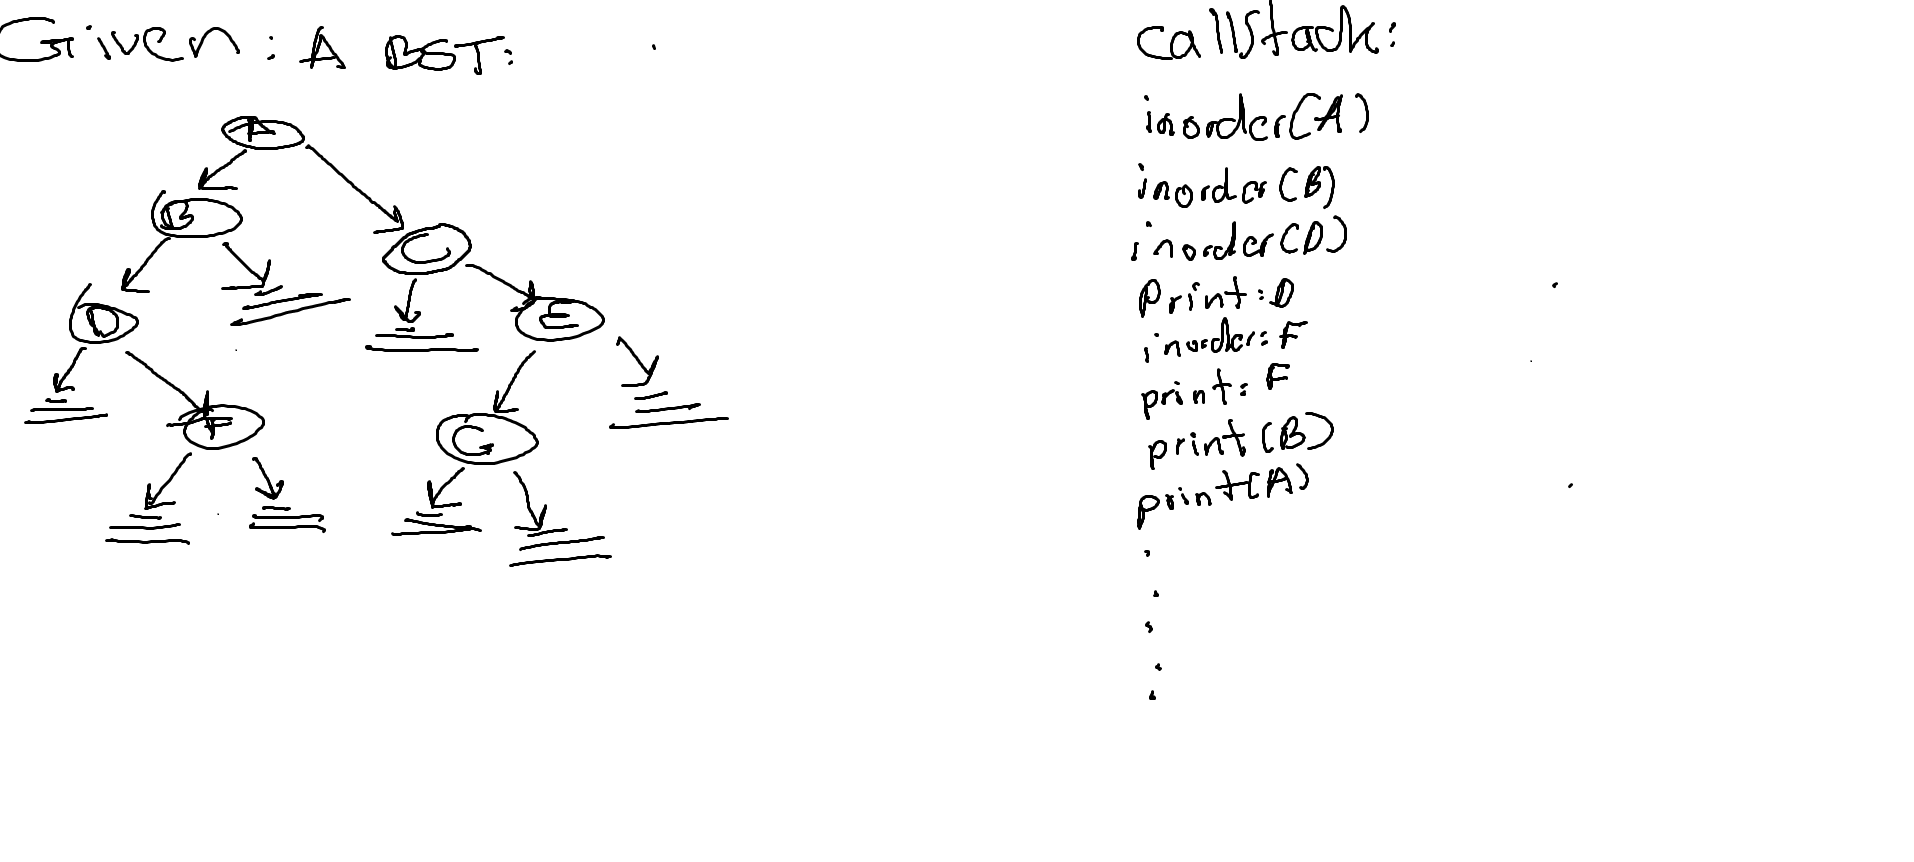 Given: A BST:
A
B
C
D
E
F
G
callstack:
inorder(A)
inorder(B)
inorder(D)
Print: D
inorder: F
print: F
print(B)
print(A)
.
.
.
.
.